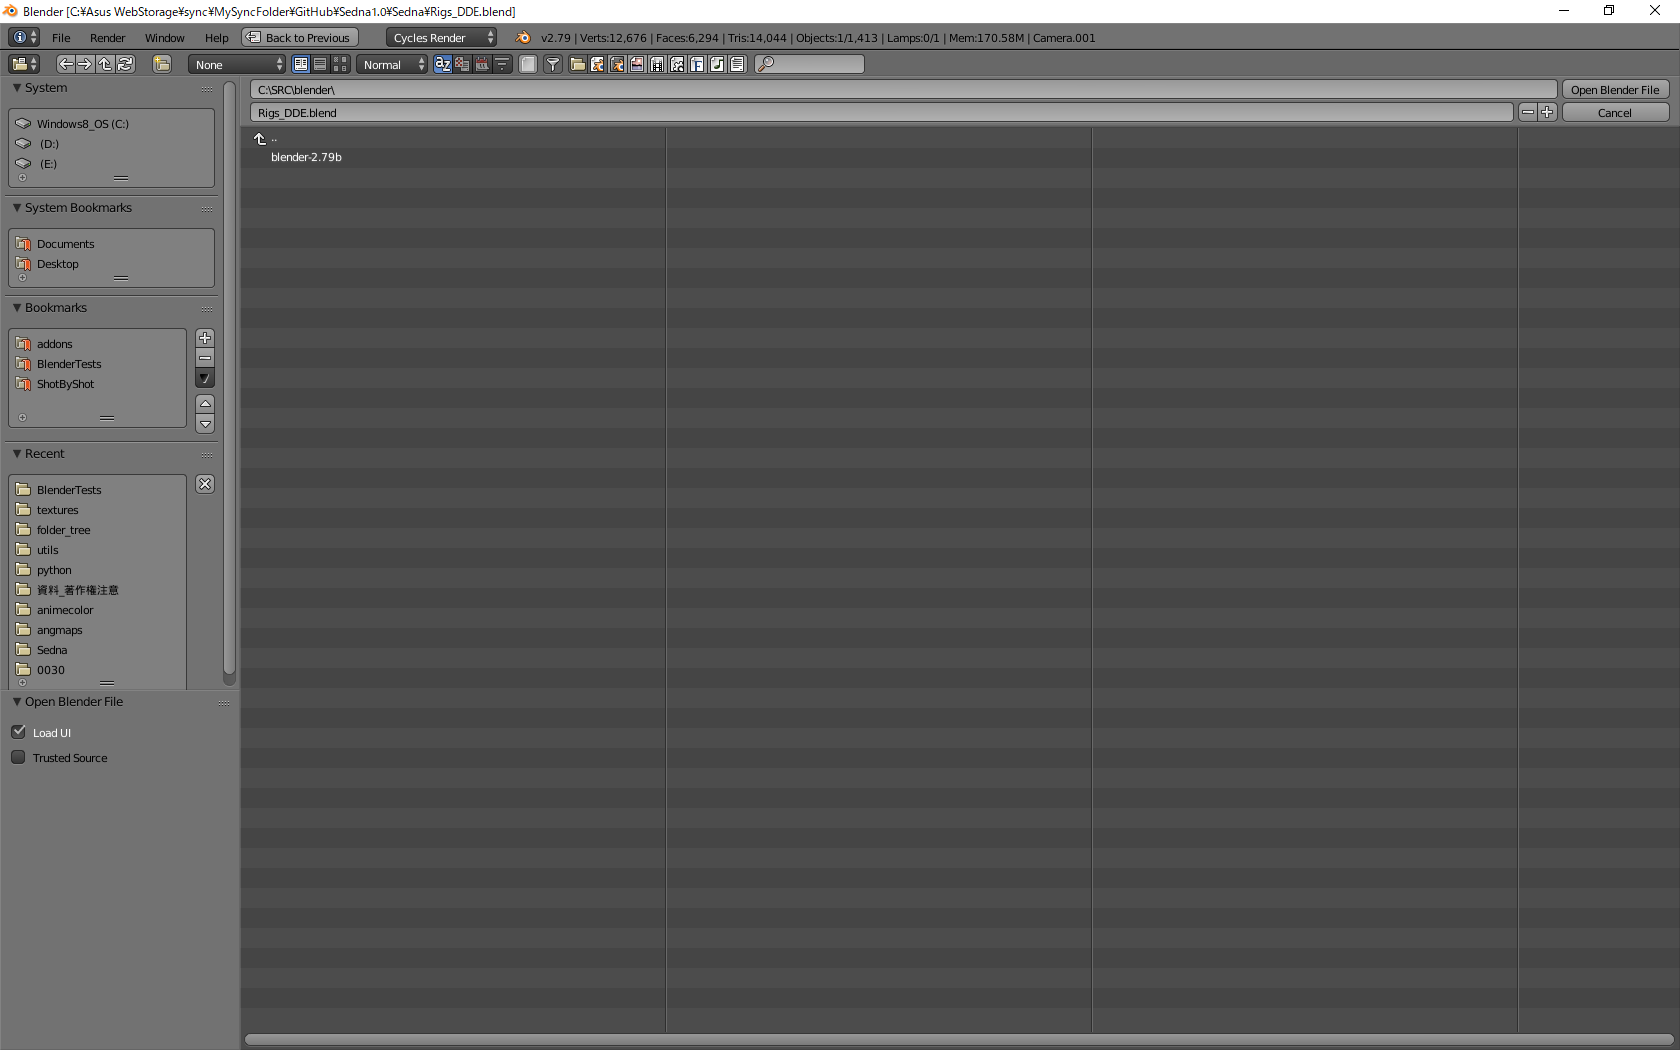 Blender [C:¥Asus WebStorage¥sync¥MySyncFolder¥GitHub¥Sedna1.0¥Sedna¥Rigs_DDE.blend]
File Render Window Help Back to Previous Cycles Render v2.79 | Verts:12,676 | Faces:6,294 | Tris:14,044 | Objects:1/1,413 | Lamps:0/1 | Mem:170.58M | Camera.001
None Normal
System
Windows8_OS (C:)
(D:)
(E:)
System Bookmarks
Documents
Desktop
Bookmarks
addons
BlenderTests
ShotByShot
Recent
BlenderTests
textures
folder_tree
utils
python
資料_著作権注意
animecolor
angmaps
Sedna
0030
Open Blender File
Load UI
Trusted Source
C:\SRC\blender\
Open Blender File
Rigs_DDE.blend
Cancel
..
blender-2.79b